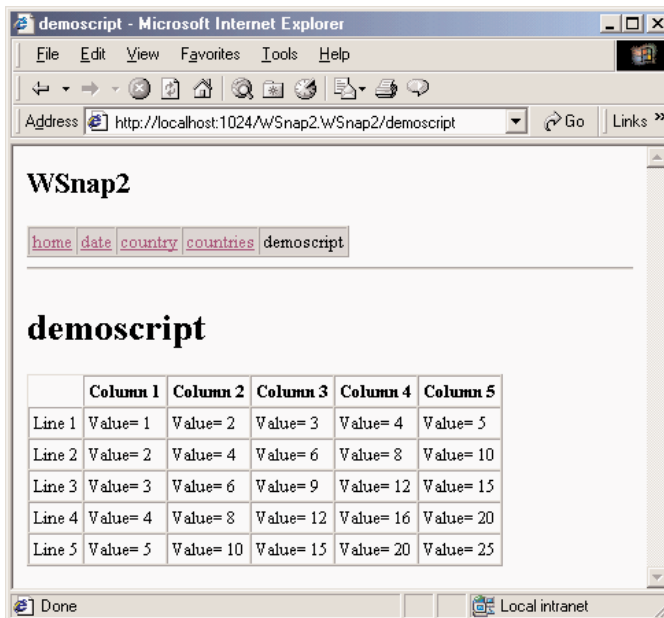 demoscript - Microsoft Internet Explorer
File Edit View Favorites Tools Help
Address http://localhost:1024/WSnap2.WSnap2/demoscript Go Links »
WSnap2
home date country countries demoscript
demoscript
Column 1 Column 2 Column 3 Column 4 Column 5
Line 1 Value= 1 Value= 2 Value= 3 Value= 4 Value= 5
Line 2 Value= 2 Value= 4 Value= 6 Value= 8 Value= 10
Line 3 Value= 3 Value= 6 Value= 9 Value= 12 Value= 15
Line 4 Value= 4 Value= 8 Value= 12 Value= 16 Value= 20
Line 5 Value= 5 Value= 10 Value= 15 Value= 20 Value= 25
Done Local intranet